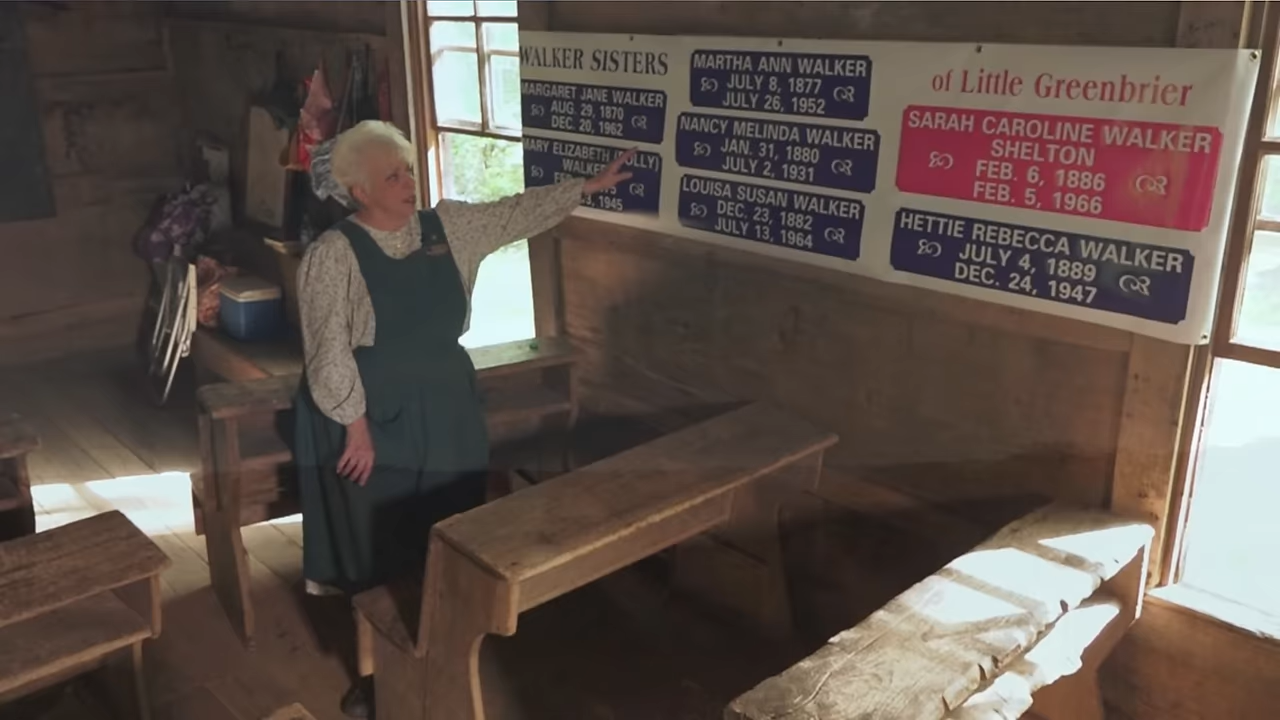 WALKER SISTERS
MARGARET JANE WALKER
AUG. 29, 1870
DEC. 20, 1962
MARY ELIZABETH (POLLY)
WALKER
1945
MARTHA ANN WALKER
JULY 8, 1877
JULY 26, 1952
NANCY MELINDA WALKER
JAN. 31, 1880
JULY 2, 1931
LOUISA SUSAN WALKER
DEC. 23, 1882
JULY 13, 1964
of Little Greenbrier
SARAH CAROLINE WALKER
SHELTON
FEB. 6, 1886
FEB. 5, 1966
HETTIE REBECCA WALKER
JULY 4, 1889
DEC. 24, 1947